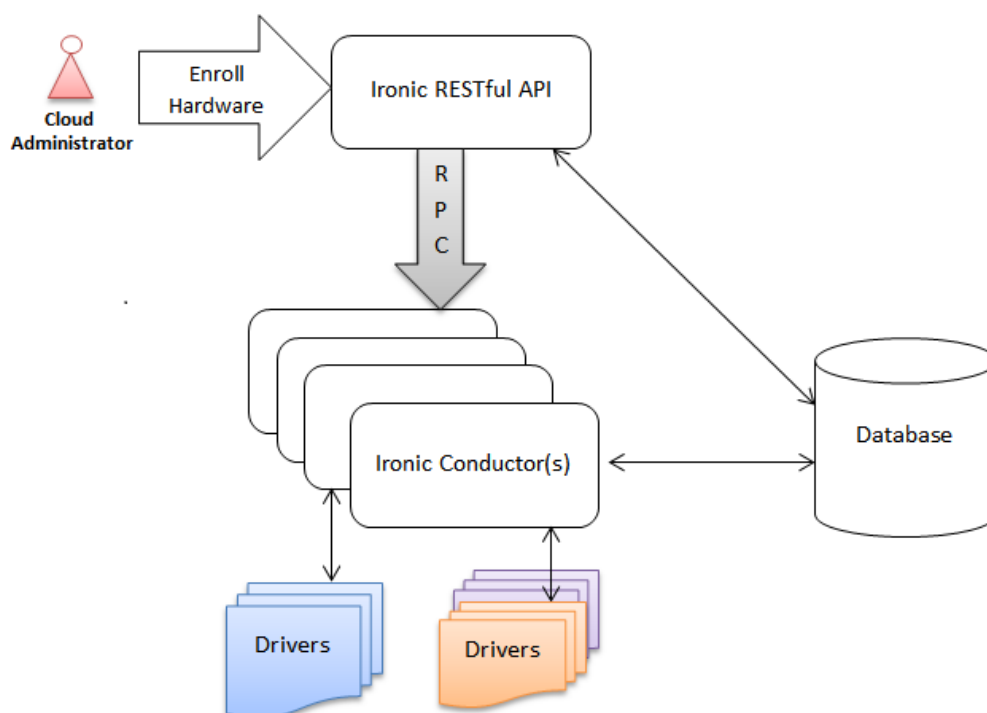 Enroll
Hardware
Ironic RESTful API
Cloud
Administrator
R
P
C
Ironic Conductor(s)
Database
Drivers
Drivers